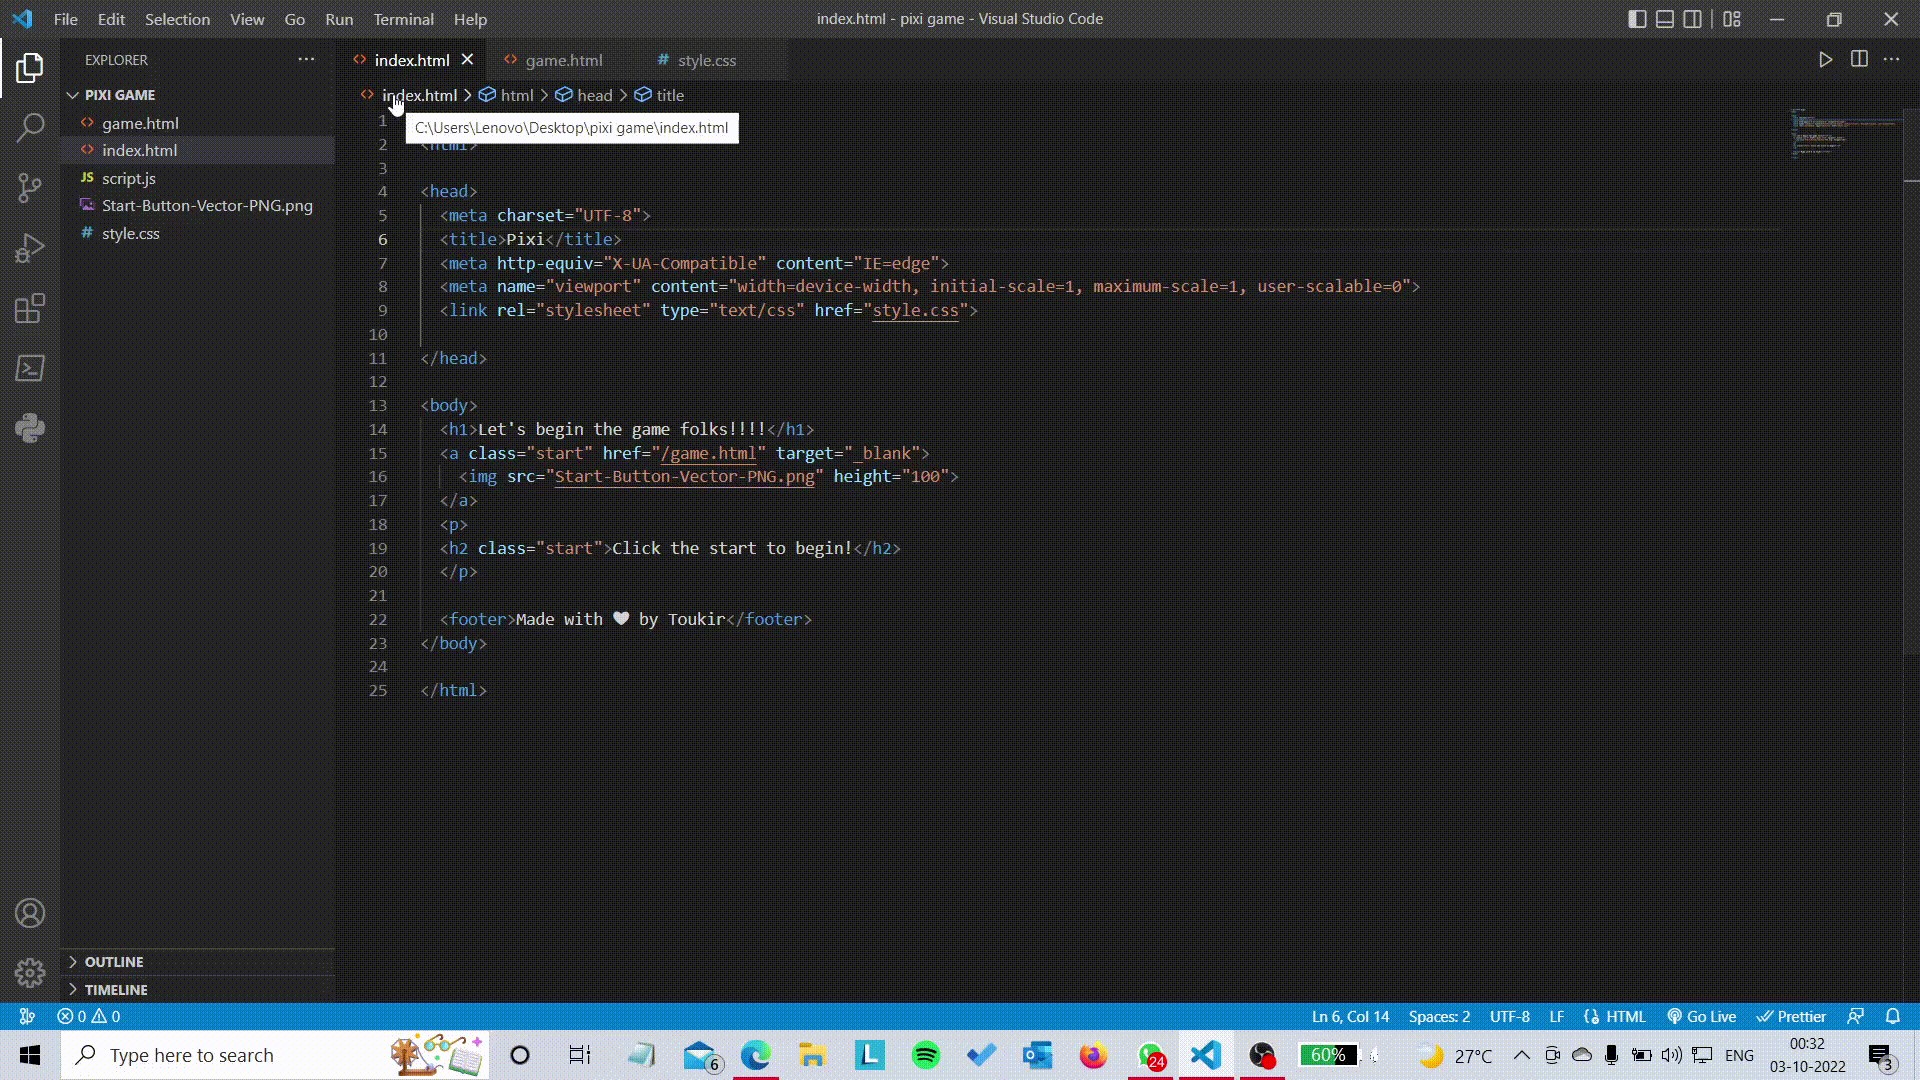 File Edit Selection View Go Run Terminal Help
index.html - pixi game - Visual Studio Code
EXPLORER
PIXI GAME
game.html
index.html
JS script.js
Start-Button-Vector-PNG.png
# style.css
OUTLINE
TIMELINE
<> index.html
<> game.html
# style.css
<> index.html > html > head > title
C:\Users\Lenovo\Desktop\pixi game\index.html
1
2 <html>
3
4 <head>
5 <meta charset="UTF-8">
6 <title>Pixi</title>
7 <meta http-equiv="X-UA-Compatible" content="IE=edge">
8 <meta name="viewport" content="width=device-width, initial-scale=1, maximum-scale=1, user-scalable=0">
9 <link rel="stylesheet" type="text/css" href="style.css">
10
11 </head>
12
13 <body>
14 <h1>Let's begin the game folks!!!!</h1>
15 <a class="start" href="/game.html" target="_blank">
16 <img src="Start-Button-Vector-PNG.png" height="100">
17 </a>
18 <p>
19 <h2 class="start">Click the start to begin!</h2>
20 </p>
21
22 <footer>Made with 🤍 by Toukir</footer>
23 </body>
24
25 </html>
0 0
Ln 6, Col 14 Spaces: 2 UTF-8 LF HTML Go Live Prettier
Type here to search
6
L
24
60%
27°C
ENG
00:32
03-10-2022
3